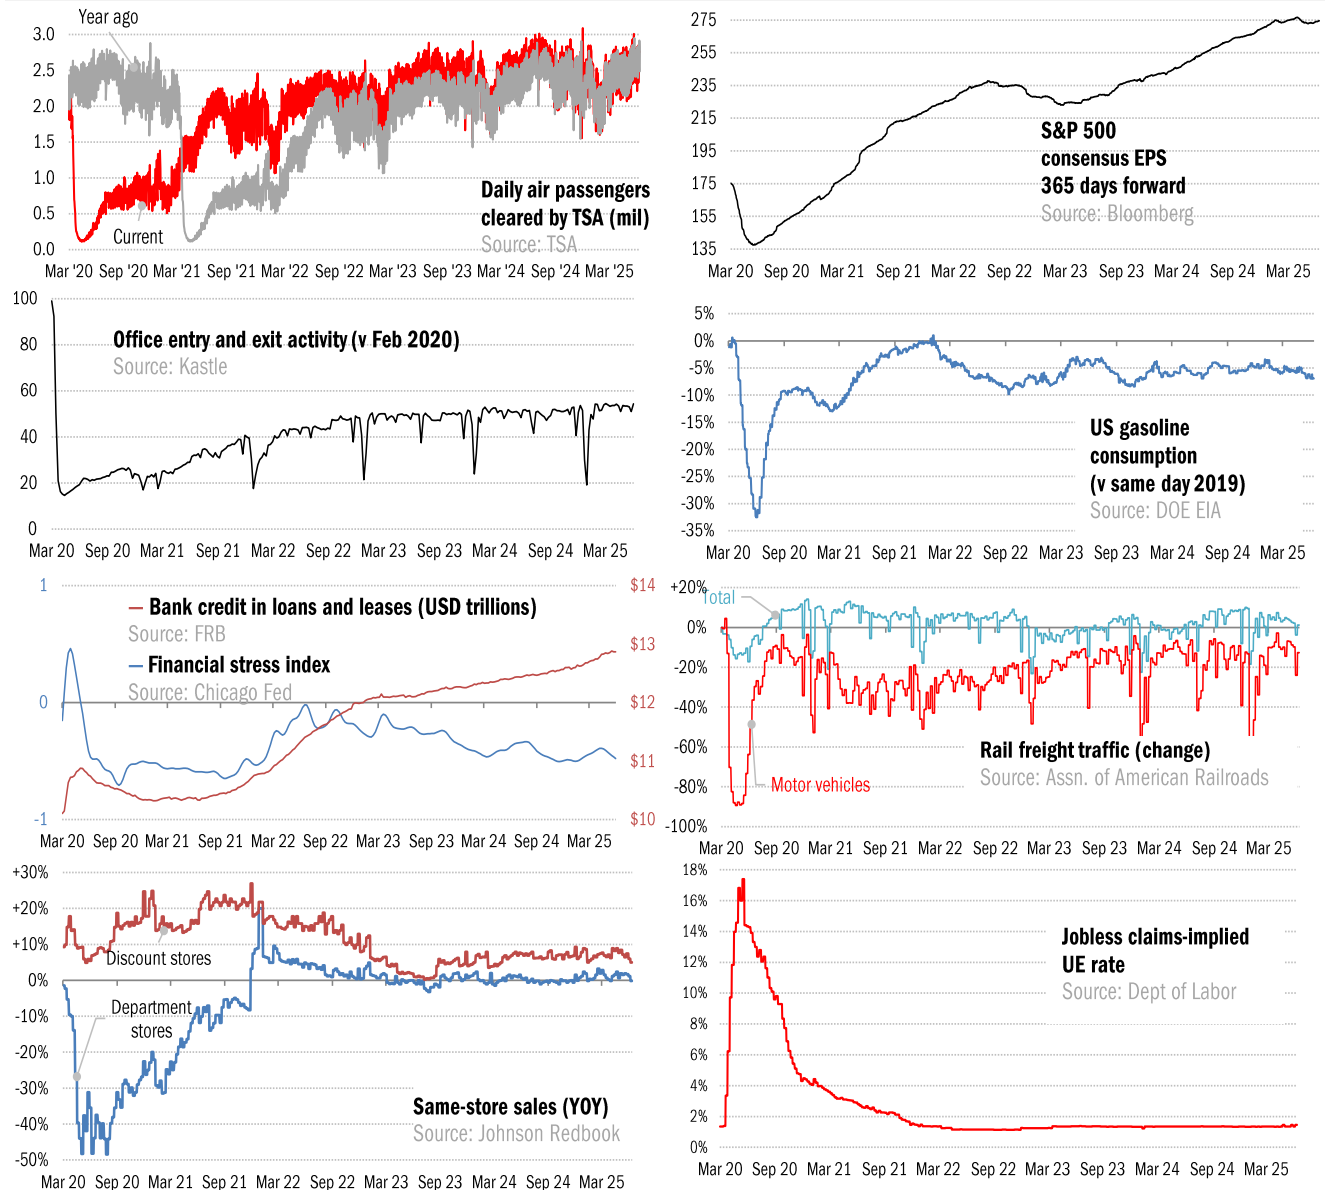 Year ago
3.0
2.5
2.0
1.5
1.0
0.5
0.0
Daily air passengers
cleared by TSA (mil)
Source: TSA
Current
Mar '20 Sep '20 Mar '21 Sep '21 Mar '22 Sep '22 Mar '23 Sep '23 Mar '24 Sep '24 Mar '25
275
255
235
215
195
175
155
135
S&P 500
consensus EPS
365 days forward
Source: Bloomberg
Mar 20 Sep 20 Mar 21 Sep 21 Mar 22 Sep 22 Mar 23 Sep 23 Mar 24 Sep 24 Mar 25
100
80
60
40
20
0
Office entry and exit activity (v Feb 2020)
Source: Kastle
Mar 20 Sep 20 Mar 21 Sep 21 Mar 22 Sep 22 Mar 23 Sep 23 Mar 24 Sep 24 Mar 25
5%
0%
-5%
-10%
-15%
-20%
-25%
-30%
-35%
US gasoline
consumption
(v same day 2019)
Source: DOE EIA
Mar 20 Sep 20 Mar 21 Sep 21 Mar 22 Sep 22 Mar 23 Sep 23 Mar 24 Sep 24 Mar 25
1
0
-1
Bank credit in loans and leases (USD trillions)
Source: FRB
Financial stress index
Source: Chicago Fed
$14
$13
$12
$11
$10
Mar 20 Sep 20 Mar 21 Sep 21 Mar 22 Sep 22 Mar 23 Sep 23 Mar 24 Sep 24 Mar 25
+20%
0%
-20%
-40%
-60%
-80%
-100%
Total
Motor vehicles
Rail freight traffic (change)
Source: Assn. of American Railroads
Mar 20 Sep 20 Mar 21 Sep 21 Mar 22 Sep 22 Mar 23 Sep 23 Mar 24 Sep 24 Mar 25
+30%
+20%
+10%
0%
-10%
-20%
-30%
-40%
-50%
Discount stores
Department
stores
Same-store sales (YOY)
Source: Johnson Redbook
Mar 20 Sep 20 Mar 21 Sep 21 Mar 22 Sep 22 Mar 23 Sep 23 Mar 24 Sep 24 Mar 25
18%
16%
14%
12%
10%
8%
6%
4%
2%
0%
Jobless claims-implied
UE rate
Source: Dept of Labor
Mar 20 Sep 20 Mar 21 Sep 21 Mar 22 Sep 22 Mar 23 Sep 23 Mar 24 Sep 24 Mar 25